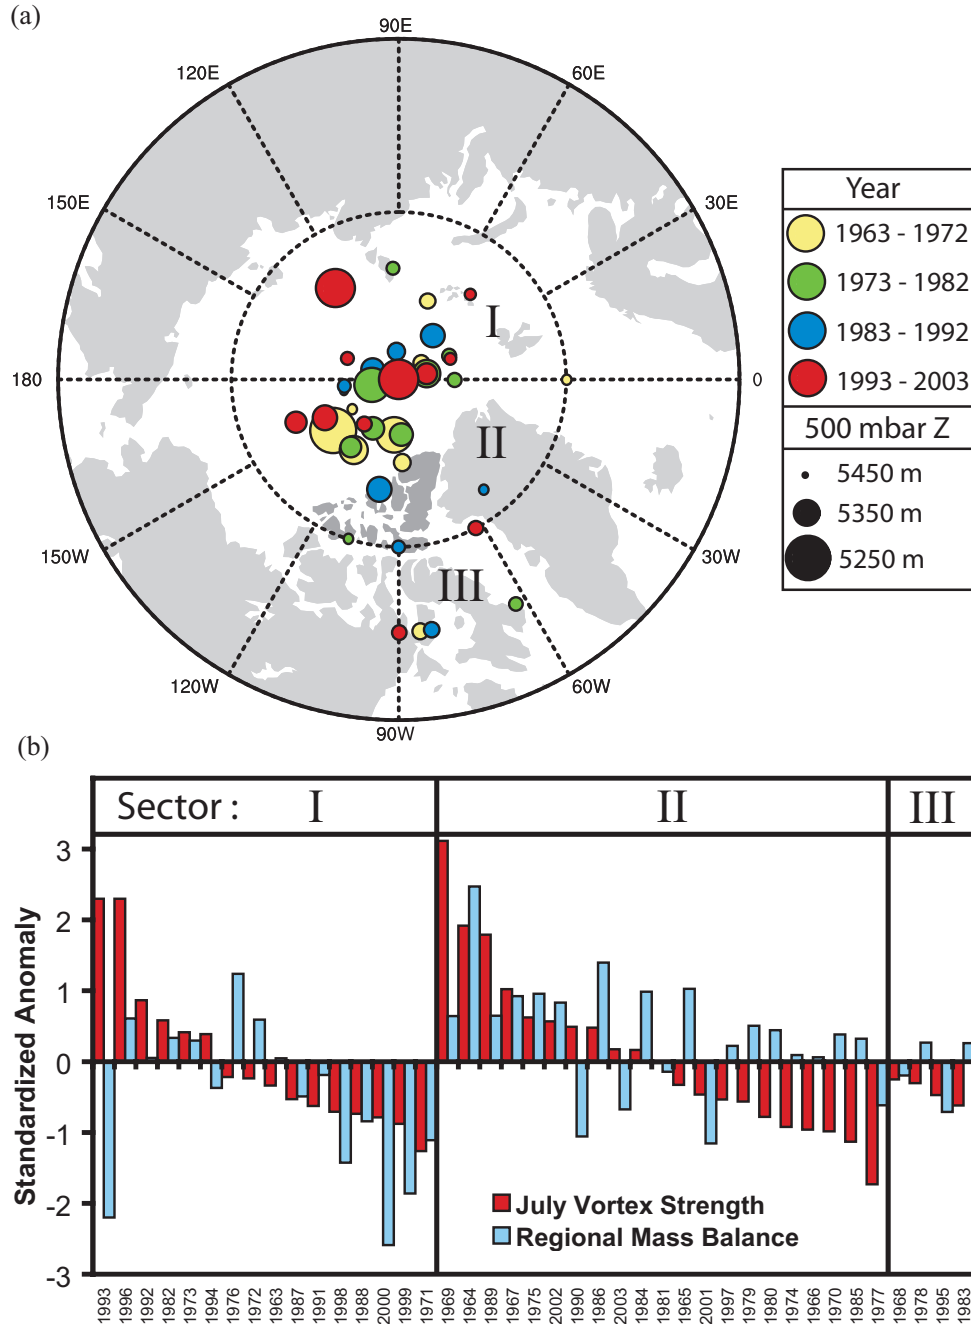 (a)
90E
120E
60E
150E
30E
180
0
150W
30W
120W
60W
90W
I
II
III
Year
1963 - 1972
1973 - 1982
1983 - 1992
1993 - 2003
500 mbar Z
5450 m
5350 m
5250 m
(b)
Sector : I II III
Standardized Anomaly
3
2
1
0
-1
-2
-3
July Vortex Strength
Regional Mass Balance
1993 1996 1992 1982 1973 1994 1976 1972 1963 1987 1991 1998 1988 2000 1999 1971 1969 1964 1989 1967 1975 2002 1990 1986 2003 1984 1981 1965 2001 1997 1979 1980 1974 1966 1970 1985 1977 1968 1978 1995 1983